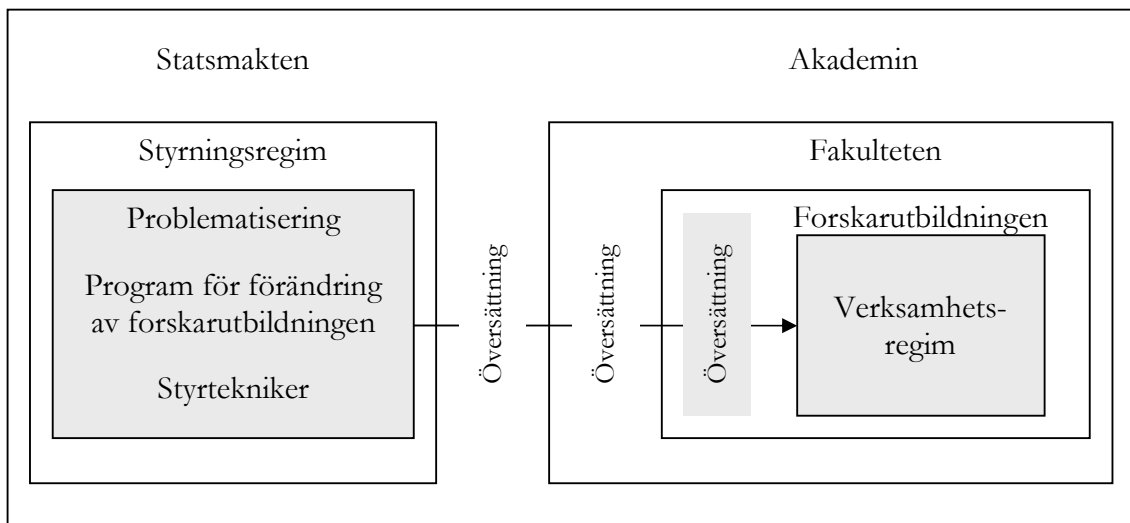 Statsmakten
Akademin
Styrningsregim
Fakulteten
Problematisering
Program för förändring
av forskarutbildningen
Styrtekniker
Översättning
Översättning
Översättning
Forskarutbildningen
Verksamhets-
regim